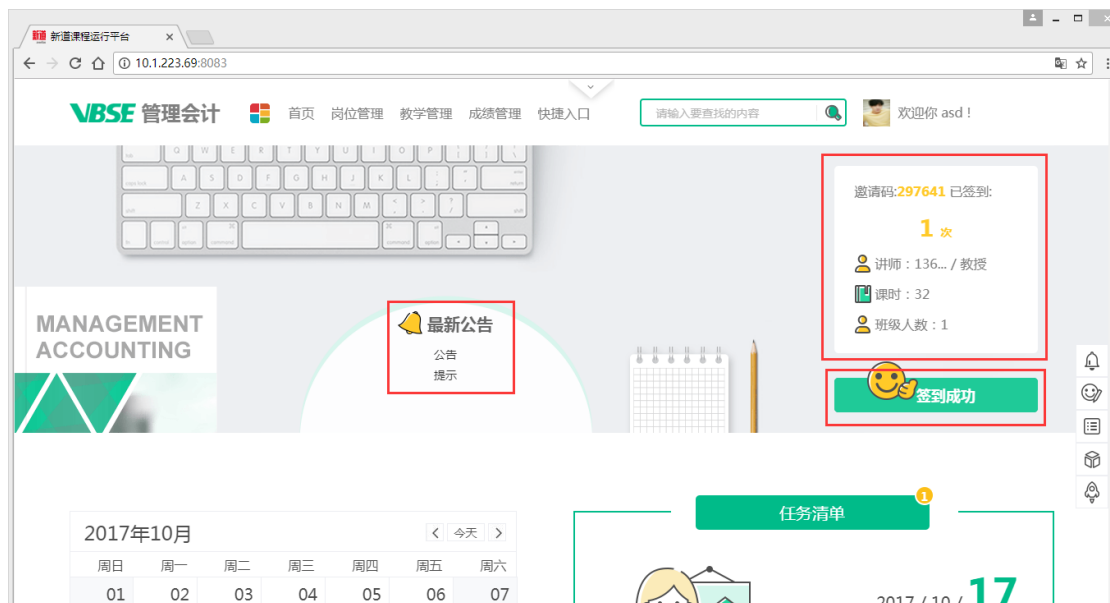 新道课程运行平台
10.1.223.69:8083
VBSE 管理会计 首页 岗位管理 教学管理 成绩管理 快捷入口 请输入要查找的内容 欢迎你 asd !
Q W E R T Y U I O P
A S D F G H J K L
Z X C V B N M
邀请码:297641 已签到:
1 次
讲师:136... / 教授
课时:32
班级人数:1
签到成功
MANAGEMENT
ACCOUNTING
最新公告
公告
提示
2017年10月 今天
周日 周一 周二 周三 周四 周五 周六
01 02 03 04 05 06 07
任务清单 1
2017 / 10 / 17